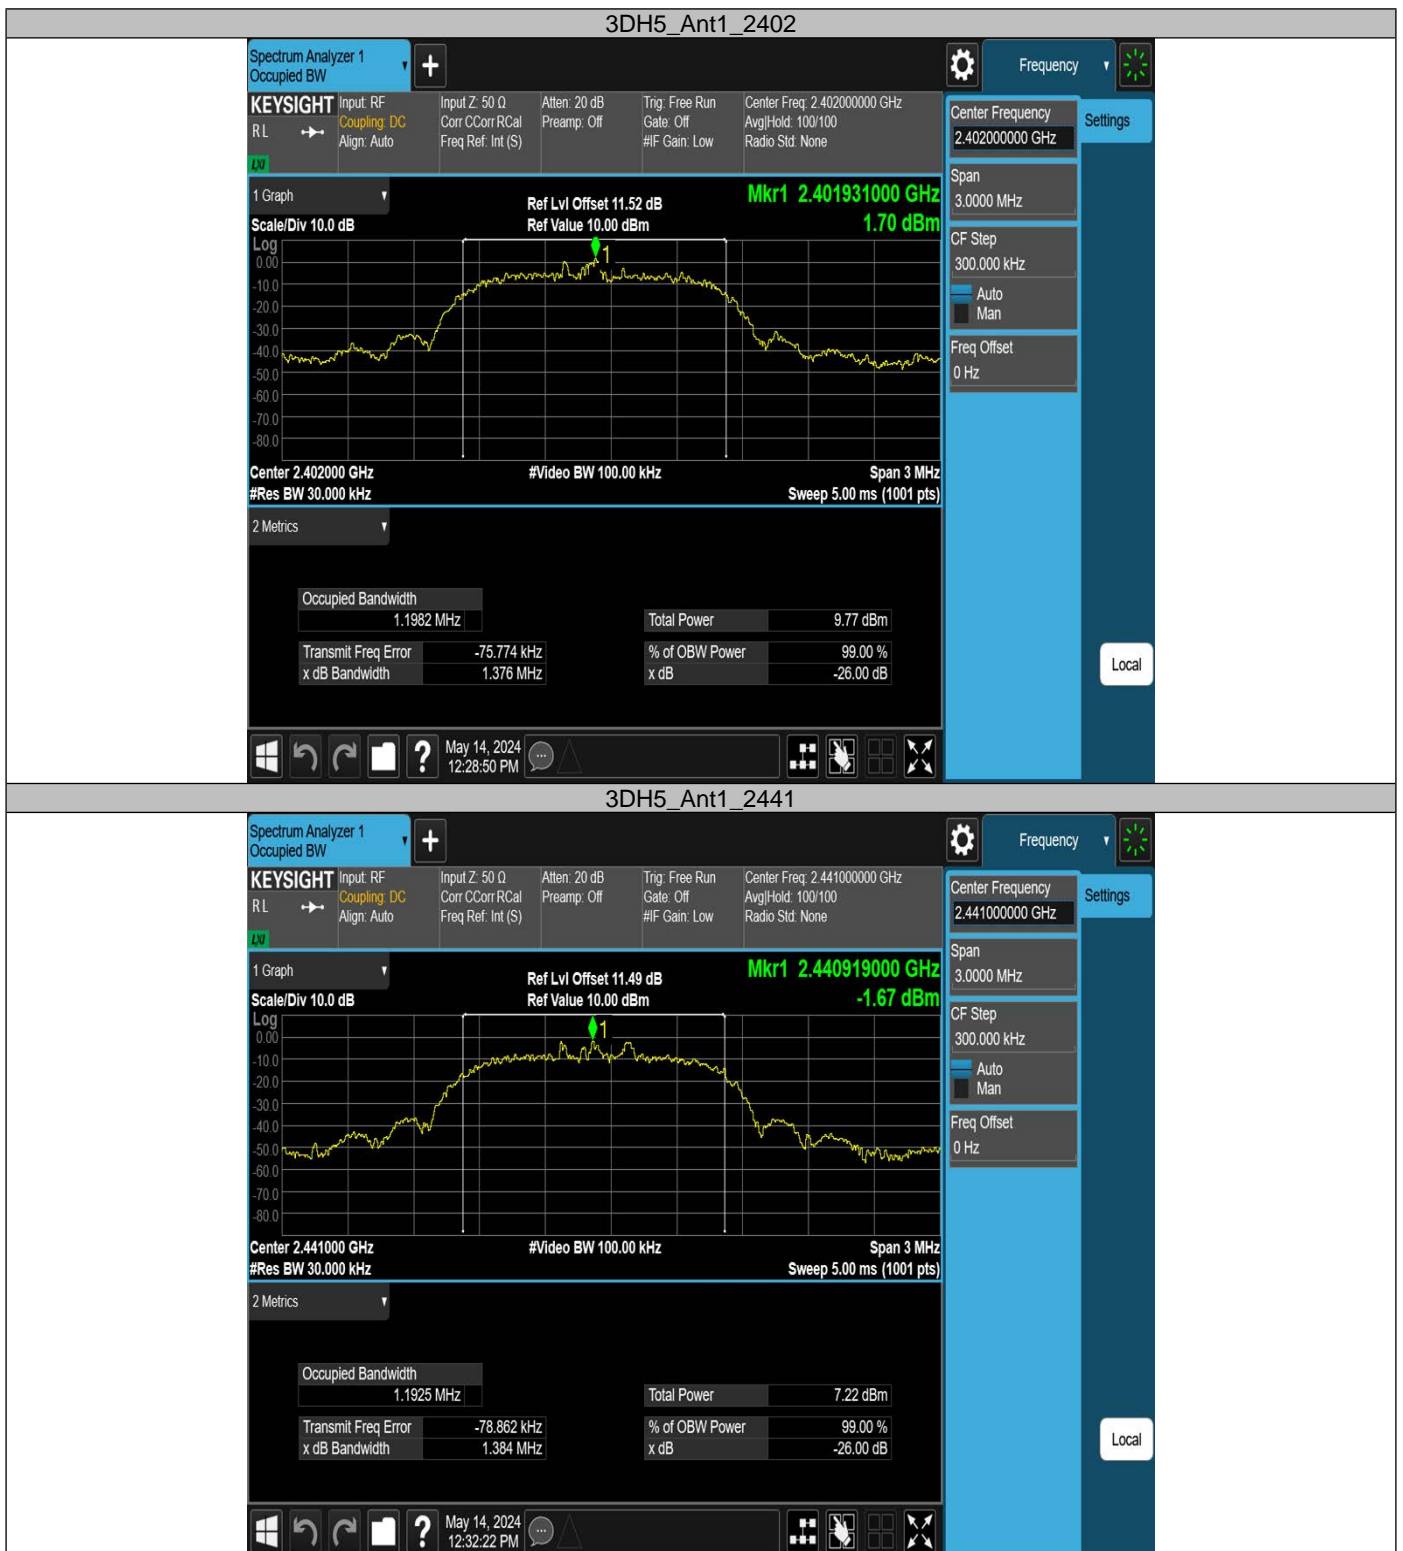 3DH5_Ant1_2402
Spectrum Analyzer 1
Occupied BW
+
Frequency
KEYSIGHT
RL
LXI
Input: RF
Coupling: DC
Align: Auto
Input Z: 50 Ω
Corr CCorr RCal
Freq Ref: Int (S)
Atten: 20 dB
Preamp: Off
Trig: Free Run
Gate: Off
#IF Gain: Low
Center Freq: 2.402000000 GHz
Avg|Hold: 100/100
Radio Std: None
Center Frequency
2.402000000 GHz
Settings
Span
3.0000 MHz
CF Step
300.000 kHz
Auto
Man
Freq Offset
0 Hz
Local
1 Graph
Scale/Div 10.0 dB
Ref Lvl Offset 11.52 dB
Ref Value 10.00 dBm
Mkr1 2.401931000 GHz
1.70 dBm
Log
0.00
-10.0
-20.0
-30.0
-40.0
-50.0
-60.0
-70.0
-80.0
1
Center 2.402000 GHz
#Video BW 100.00 kHz
Span 3 MHz
#Res BW 30.000 kHz
Sweep 5.00 ms (1001 pts)
2 Metrics
Occupied Bandwidth
1.1982 MHz
Total Power 9.77 dBm
Transmit Freq Error -75.774 kHz
% of OBW Power 99.00 %
x dB Bandwidth 1.376 MHz
x dB -26.00 dB
?
May 14, 2024
12:28:50 PM
3DH5_Ant1_2441
Spectrum Analyzer 1
Occupied BW
+
Frequency
KEYSIGHT
RL
LXI
Input: RF
Coupling: DC
Align: Auto
Input Z: 50 Ω
Corr CCorr RCal
Freq Ref: Int (S)
Atten: 20 dB
Preamp: Off
Trig: Free Run
Gate: Off
#IF Gain: Low
Center Freq: 2.441000000 GHz
Avg|Hold: 100/100
Radio Std: None
Center Frequency
2.441000000 GHz
Settings
Span
3.0000 MHz
CF Step
300.000 kHz
Auto
Man
Freq Offset
0 Hz
Local
1 Graph
Scale/Div 10.0 dB
Ref Lvl Offset 11.49 dB
Ref Value 10.00 dBm
Mkr1 2.440919000 GHz
-1.67 dBm
Log
0.00
-10.0
-20.0
-30.0
-40.0
-50.0
-60.0
-70.0
-80.0
1
Center 2.441000 GHz
#Video BW 100.00 kHz
Span 3 MHz
#Res BW 30.000 kHz
Sweep 5.00 ms (1001 pts)
2 Metrics
Occupied Bandwidth
1.1925 MHz
Total Power 7.22 dBm
Transmit Freq Error -78.862 kHz
% of OBW Power 99.00 %
x dB Bandwidth 1.384 MHz
x dB -26.00 dB
?
May 14, 2024
12:32:22 PM